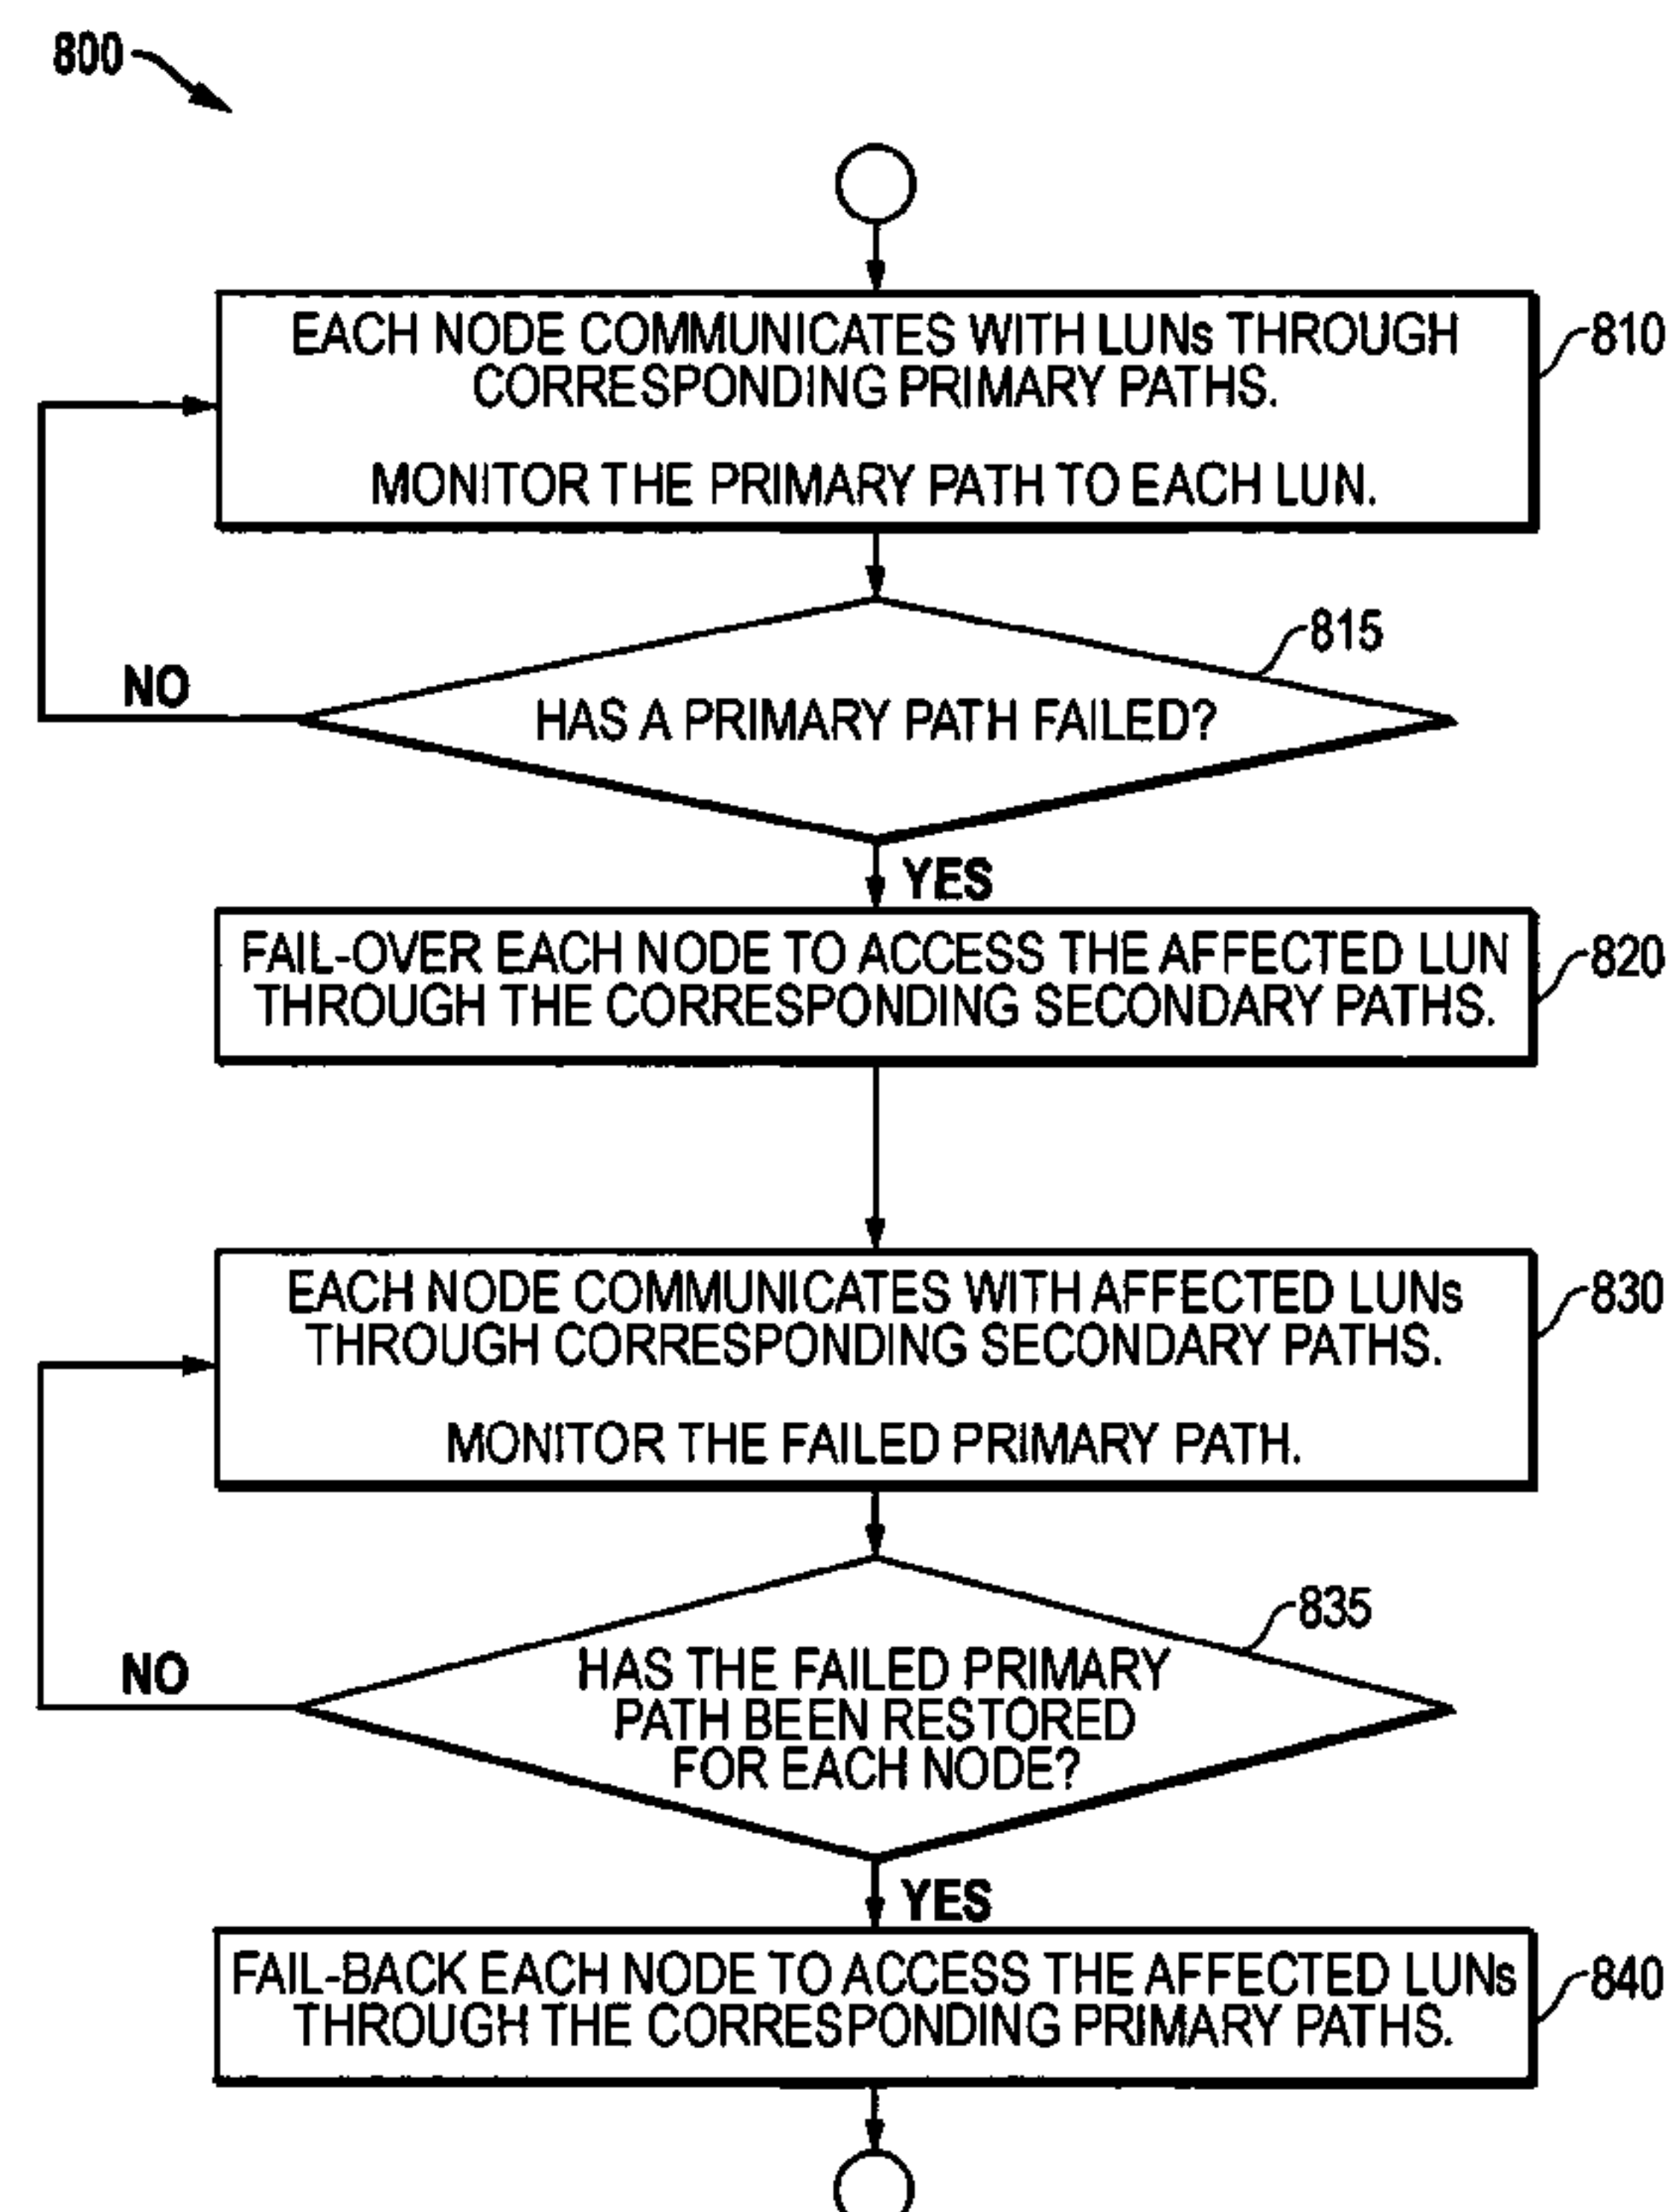 800
EACH NODE COMMUNICATES WITH LUNs THROUGH
CORRESPONDING PRIMARY PATHS.
MONITOR THE PRIMARY PATH TO EACH LUN.
810
815
HAS A PRIMARY PATH FAILED?
NO
YES
FAIL-OVER EACH NODE TO ACCESS THE AFFECTED LUN
THROUGH THE CORRESPONDING SECONDARY PATHS.
820
EACH NODE COMMUNICATES WITH AFFECTED LUNs
THROUGH CORRESPONDING SECONDARY PATHS.
MONITOR THE FAILED PRIMARY PATH.
830
835
HAS THE FAILED PRIMARY
PATH BEEN RESTORED
FOR EACH NODE?
NO
YES
FAIL-BACK EACH NODE TO ACCESS THE AFFECTED LUNs
THROUGH THE CORRESPONDING PRIMARY PATHS.
840